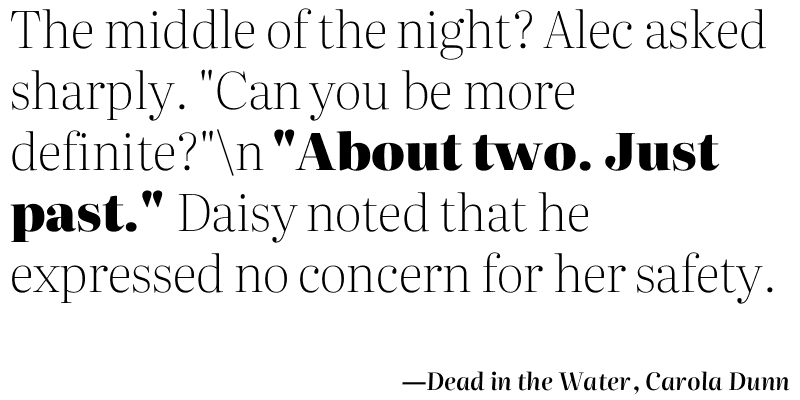 The middle of the night? Alec asked
sharply. "Can you be more
definite?"\n "About two. Just
past." Daisy noted that he
expressed no concern for her safety.
—Dead in the Water, Carola Dunn